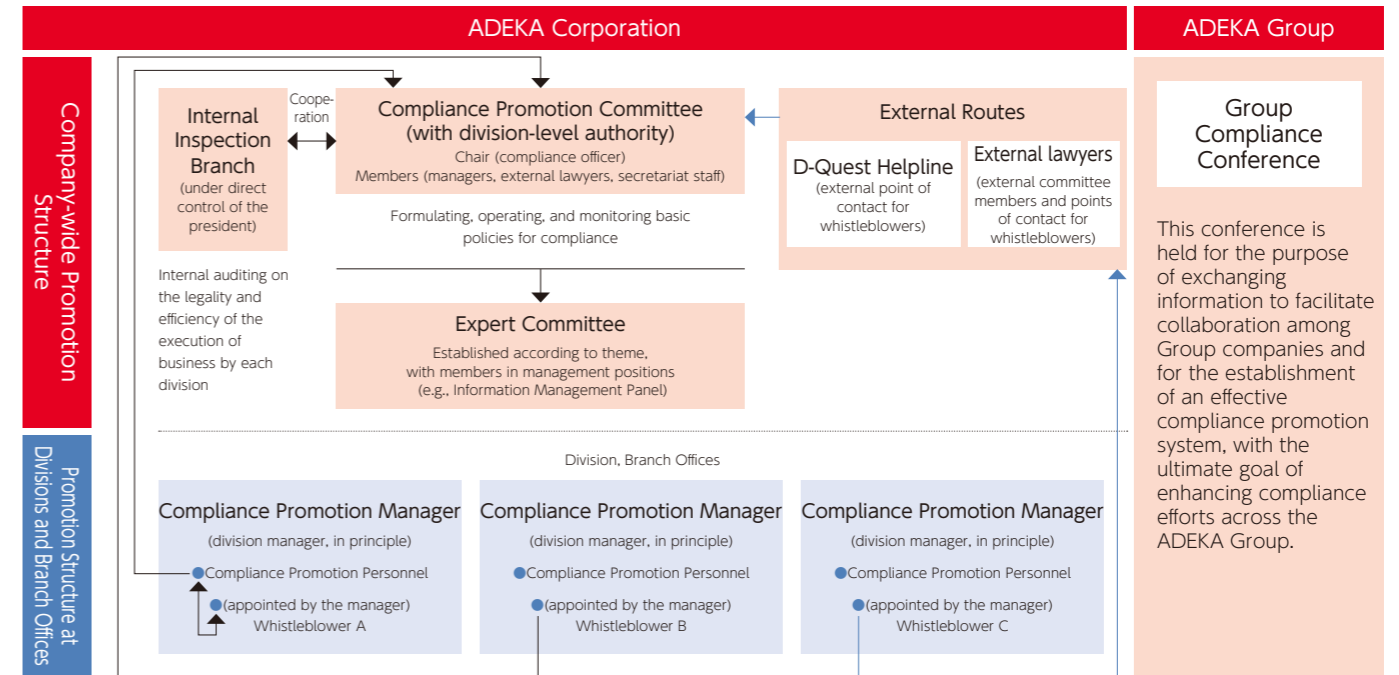 ADEKA Corporation
ADEKA Group
Company-wide Promotion
Structure
Internal
Inspection
Branch
(under direct
control of the
president)
Internal auditing on
the legality and
efficiency of the
execution of
business by each
division
Coope-
ration
Compliance Promotion Committee
(with division-level authority)
Chair (compliance officer)
Members (managers, external lawyers, secretariat staff)
Formulating, operating, and monitoring basic
policies for compliance
Expert Committee
Established according to theme,
with members in management positions
(e.g., Information Management Panel)
External Routes
D-Quest Helpline
(external point of
contact for
whistleblowers)
External lawyers
(external committee
members and points
of contact for
whistleblowers)
Group
Compliance
Conference
This conference is
held for the purpose
of exchanging
information to facilitate
collaboration among
Group companies and
for the establishment
of an effective
compliance promotion
system, with the
ultimate goal of
enhancing compliance
efforts across the
ADEKA Group.
Promotion Structure at
Divisions and Branch Offices
Division, Branch Offices
Compliance Promotion Manager
(division manager, in principle)
Compliance Promotion Personnel
(appointed by the manager)
Whistleblower A
Compliance Promotion Manager
(division manager, in principle)
Compliance Promotion Personnel
(appointed by the manager)
Whistleblower B
Compliance Promotion Manager
(division manager, in principle)
Compliance Promotion Personnel
(appointed by the manager)
Whistleblower C